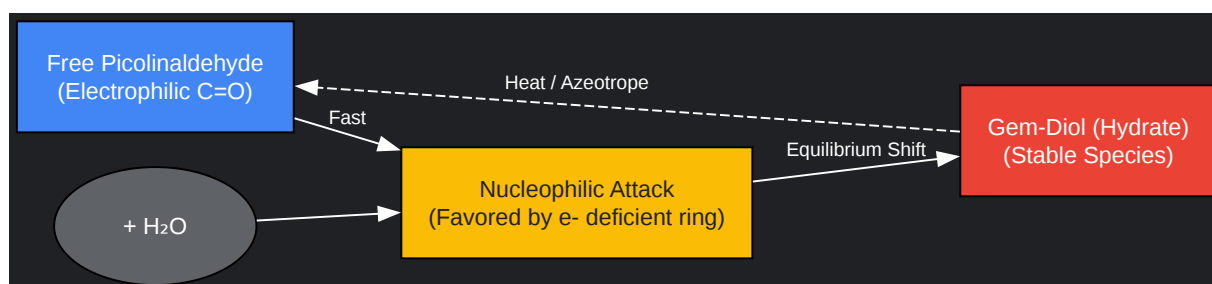 Free Picolinaldehyde
(Electrophilic C=O)
Heat / Azeotrope
Fast
Gem-Diol (Hydrate)
(Stable Species)
Equilibrium Shift
Nucleophilic Attack
(Favored by e- deficient ring)
+ H₂O